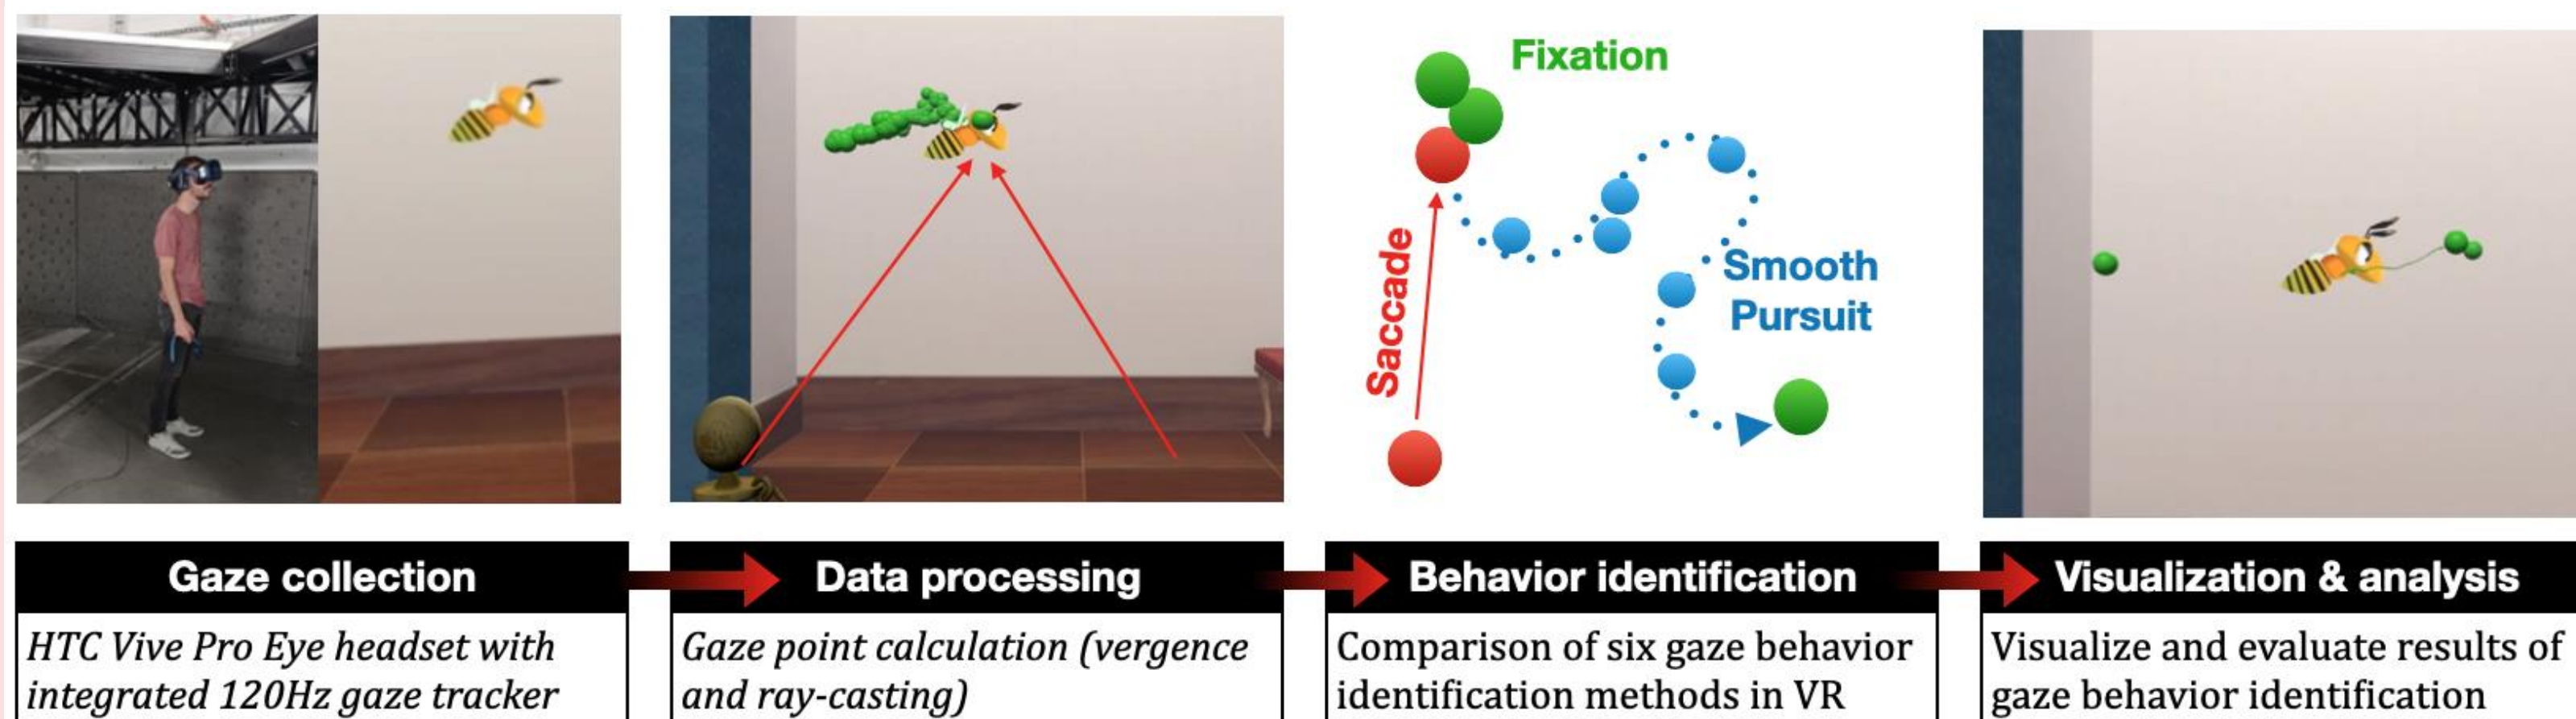 Fixation
Saccade
Smooth
Pursuit
Gaze collection
HTC Vive Pro Eye headset with
integrated 120Hz gaze tracker
Data processing
Gaze point calculation (vergence
and ray-casting)
Behavior identification
Comparison of six gaze behavior
identification methods in VR
Visualization & analysis
Visualize and evaluate results of
gaze behavior identification